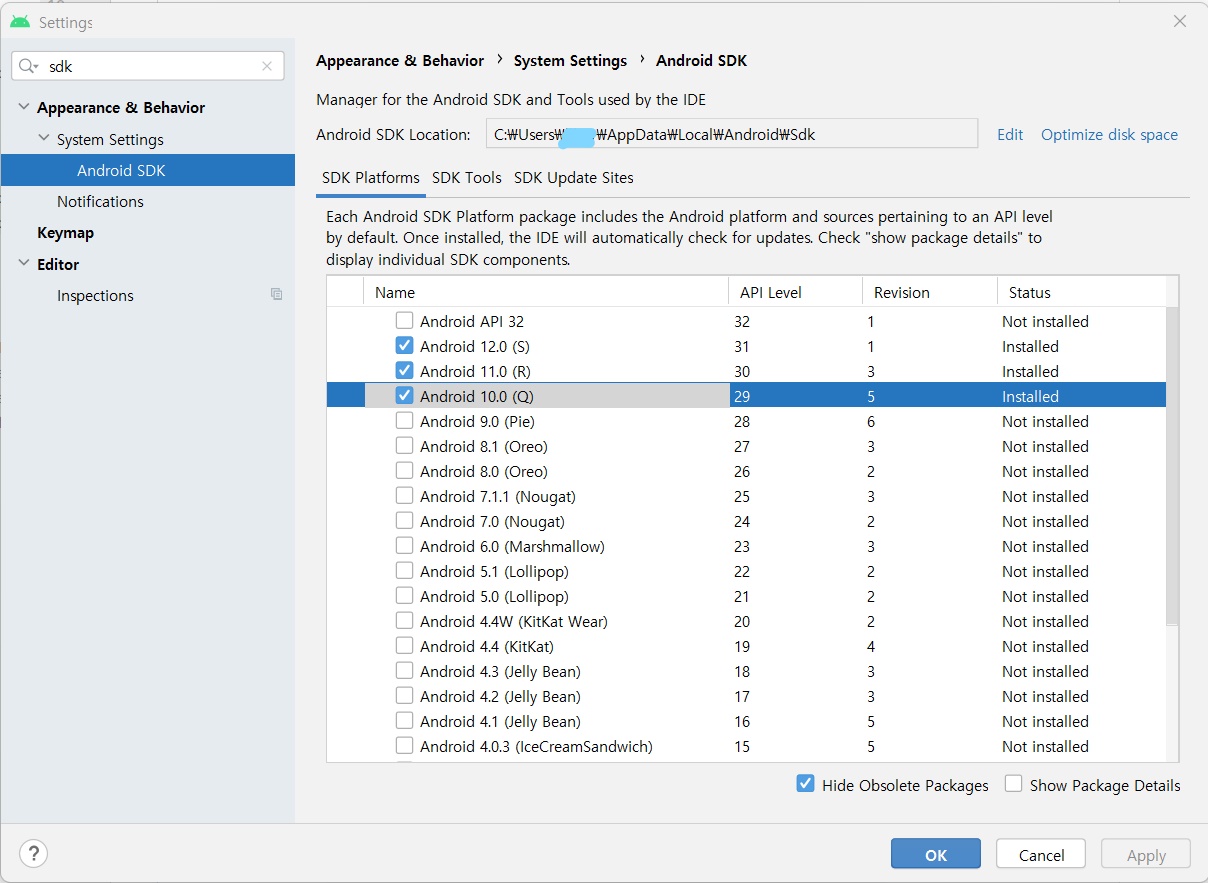 Settings
sdk
Appearance & Behavior
System Settings
Android SDK
Notifications
Keymap
Editor
Inspections
Appearance & Behavior › System Settings › Android SDK
Manager for the Android SDK and Tools used by the IDE
Android SDK Location: C:₩Users₩ ₩AppData₩Local₩Android₩Sdk Edit Optimize disk space
SDK Platforms SDK Tools SDK Update Sites
Each Android SDK Platform package includes the Android platform and sources pertaining to an API level
by default. Once installed, the IDE will automatically check for updates. Check "show package details" to
display individual SDK components.
Name API Level Revision Status
Android API 32 32 1 Not installed
Android 12.0 (S) 31 1 Installed
Android 11.0 (R) 30 3 Installed
Android 10.0 (Q) 29 5 Installed
Android 9.0 (Pie) 28 6 Not installed
Android 8.1 (Oreo) 27 3 Not installed
Android 8.0 (Oreo) 26 2 Not installed
Android 7.1.1 (Nougat) 25 3 Not installed
Android 7.0 (Nougat) 24 2 Not installed
Android 6.0 (Marshmallow) 23 3 Not installed
Android 5.1 (Lollipop) 22 2 Not installed
Android 5.0 (Lollipop) 21 2 Not installed
Android 4.4W (KitKat Wear) 20 2 Not installed
Android 4.4 (KitKat) 19 4 Not installed
Android 4.3 (Jelly Bean) 18 3 Not installed
Android 4.2 (Jelly Bean) 17 3 Not installed
Android 4.1 (Jelly Bean) 16 5 Not installed
Android 4.0.3 (IceCreamSandwich) 15 5 Not installed
Hide Obsolete Packages Show Package Details
? OK Cancel Apply